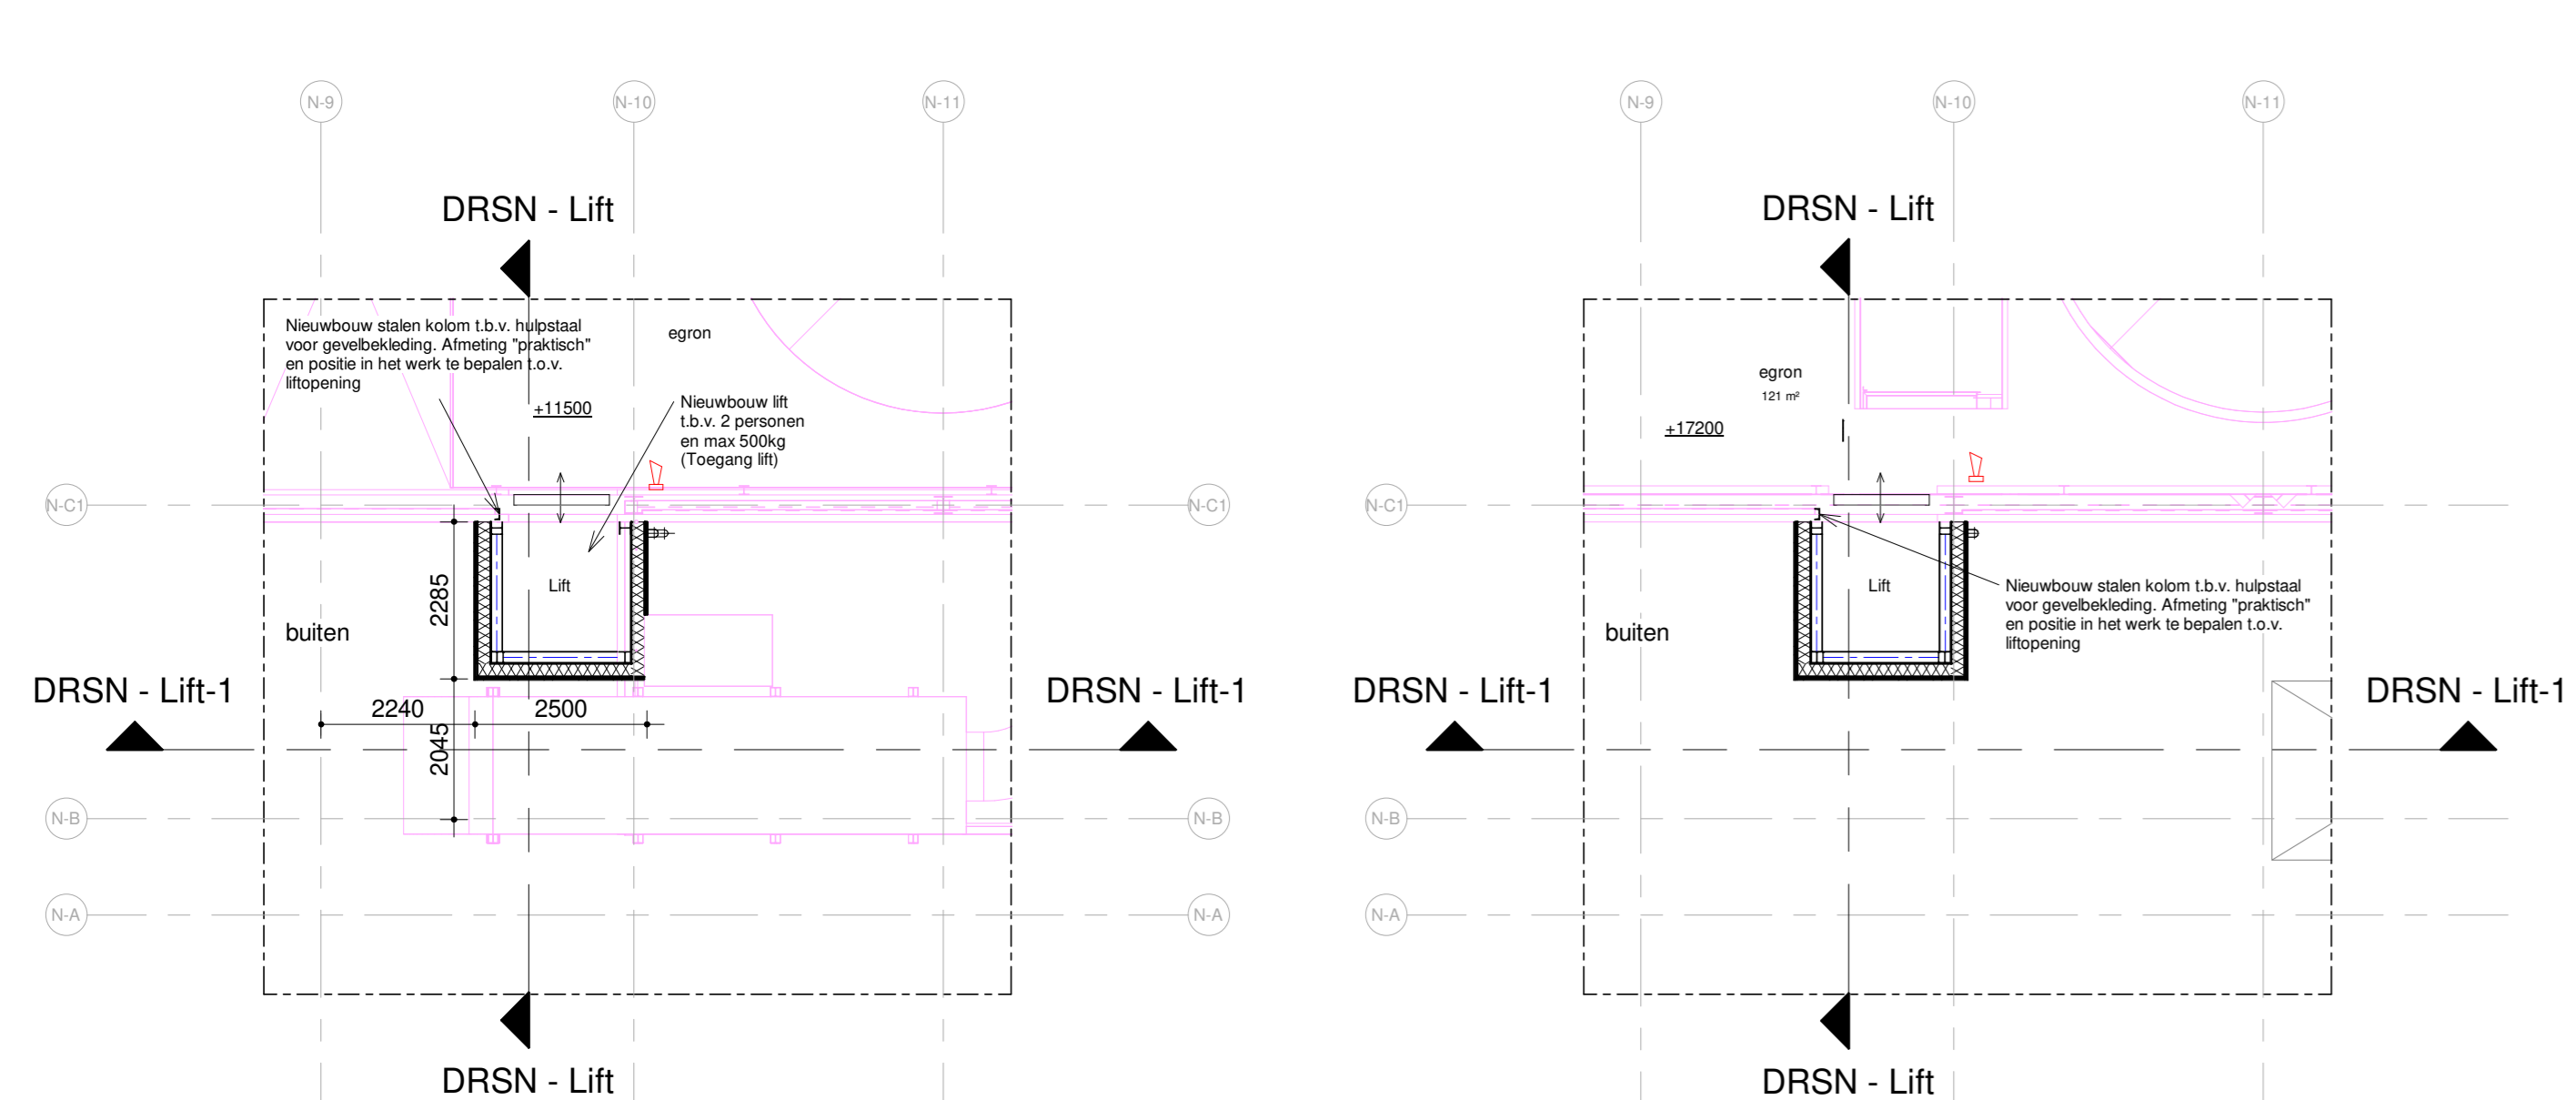 N-9
N-10
N-11
DRSN - Lift
Nieuwbouw stalen kolom t.b.v. hulpstaal
voor gevelbekleding. Afmeting "praktisch"
en positie in het werk te bepalen t.o.v.
liftopening
egron
+11500
Nieuwbouw lift
t.b.v. 2 personen
en max 500kg
(Toegang lift)
N-C1
N-C1
Lift
2285
buiten
DRSN - Lift-1
DRSN - Lift-1
2240
2500
2045
N-B
N-B
N-A
N-A
DRSN - Lift
N-9
N-10
N-11
DRSN - Lift
egron
121 m²
+17200
N-C1
Lift
Nieuwbouw stalen kolom t.b.v. hulpstaal
voor gevelbekleding. Afmeting "praktisch"
en positie in het werk te bepalen t.o.v.
liftopening
buiten
DRSN - Lift-1
DRSN - Lift-1
N-B
N-A
DRSN - Lift